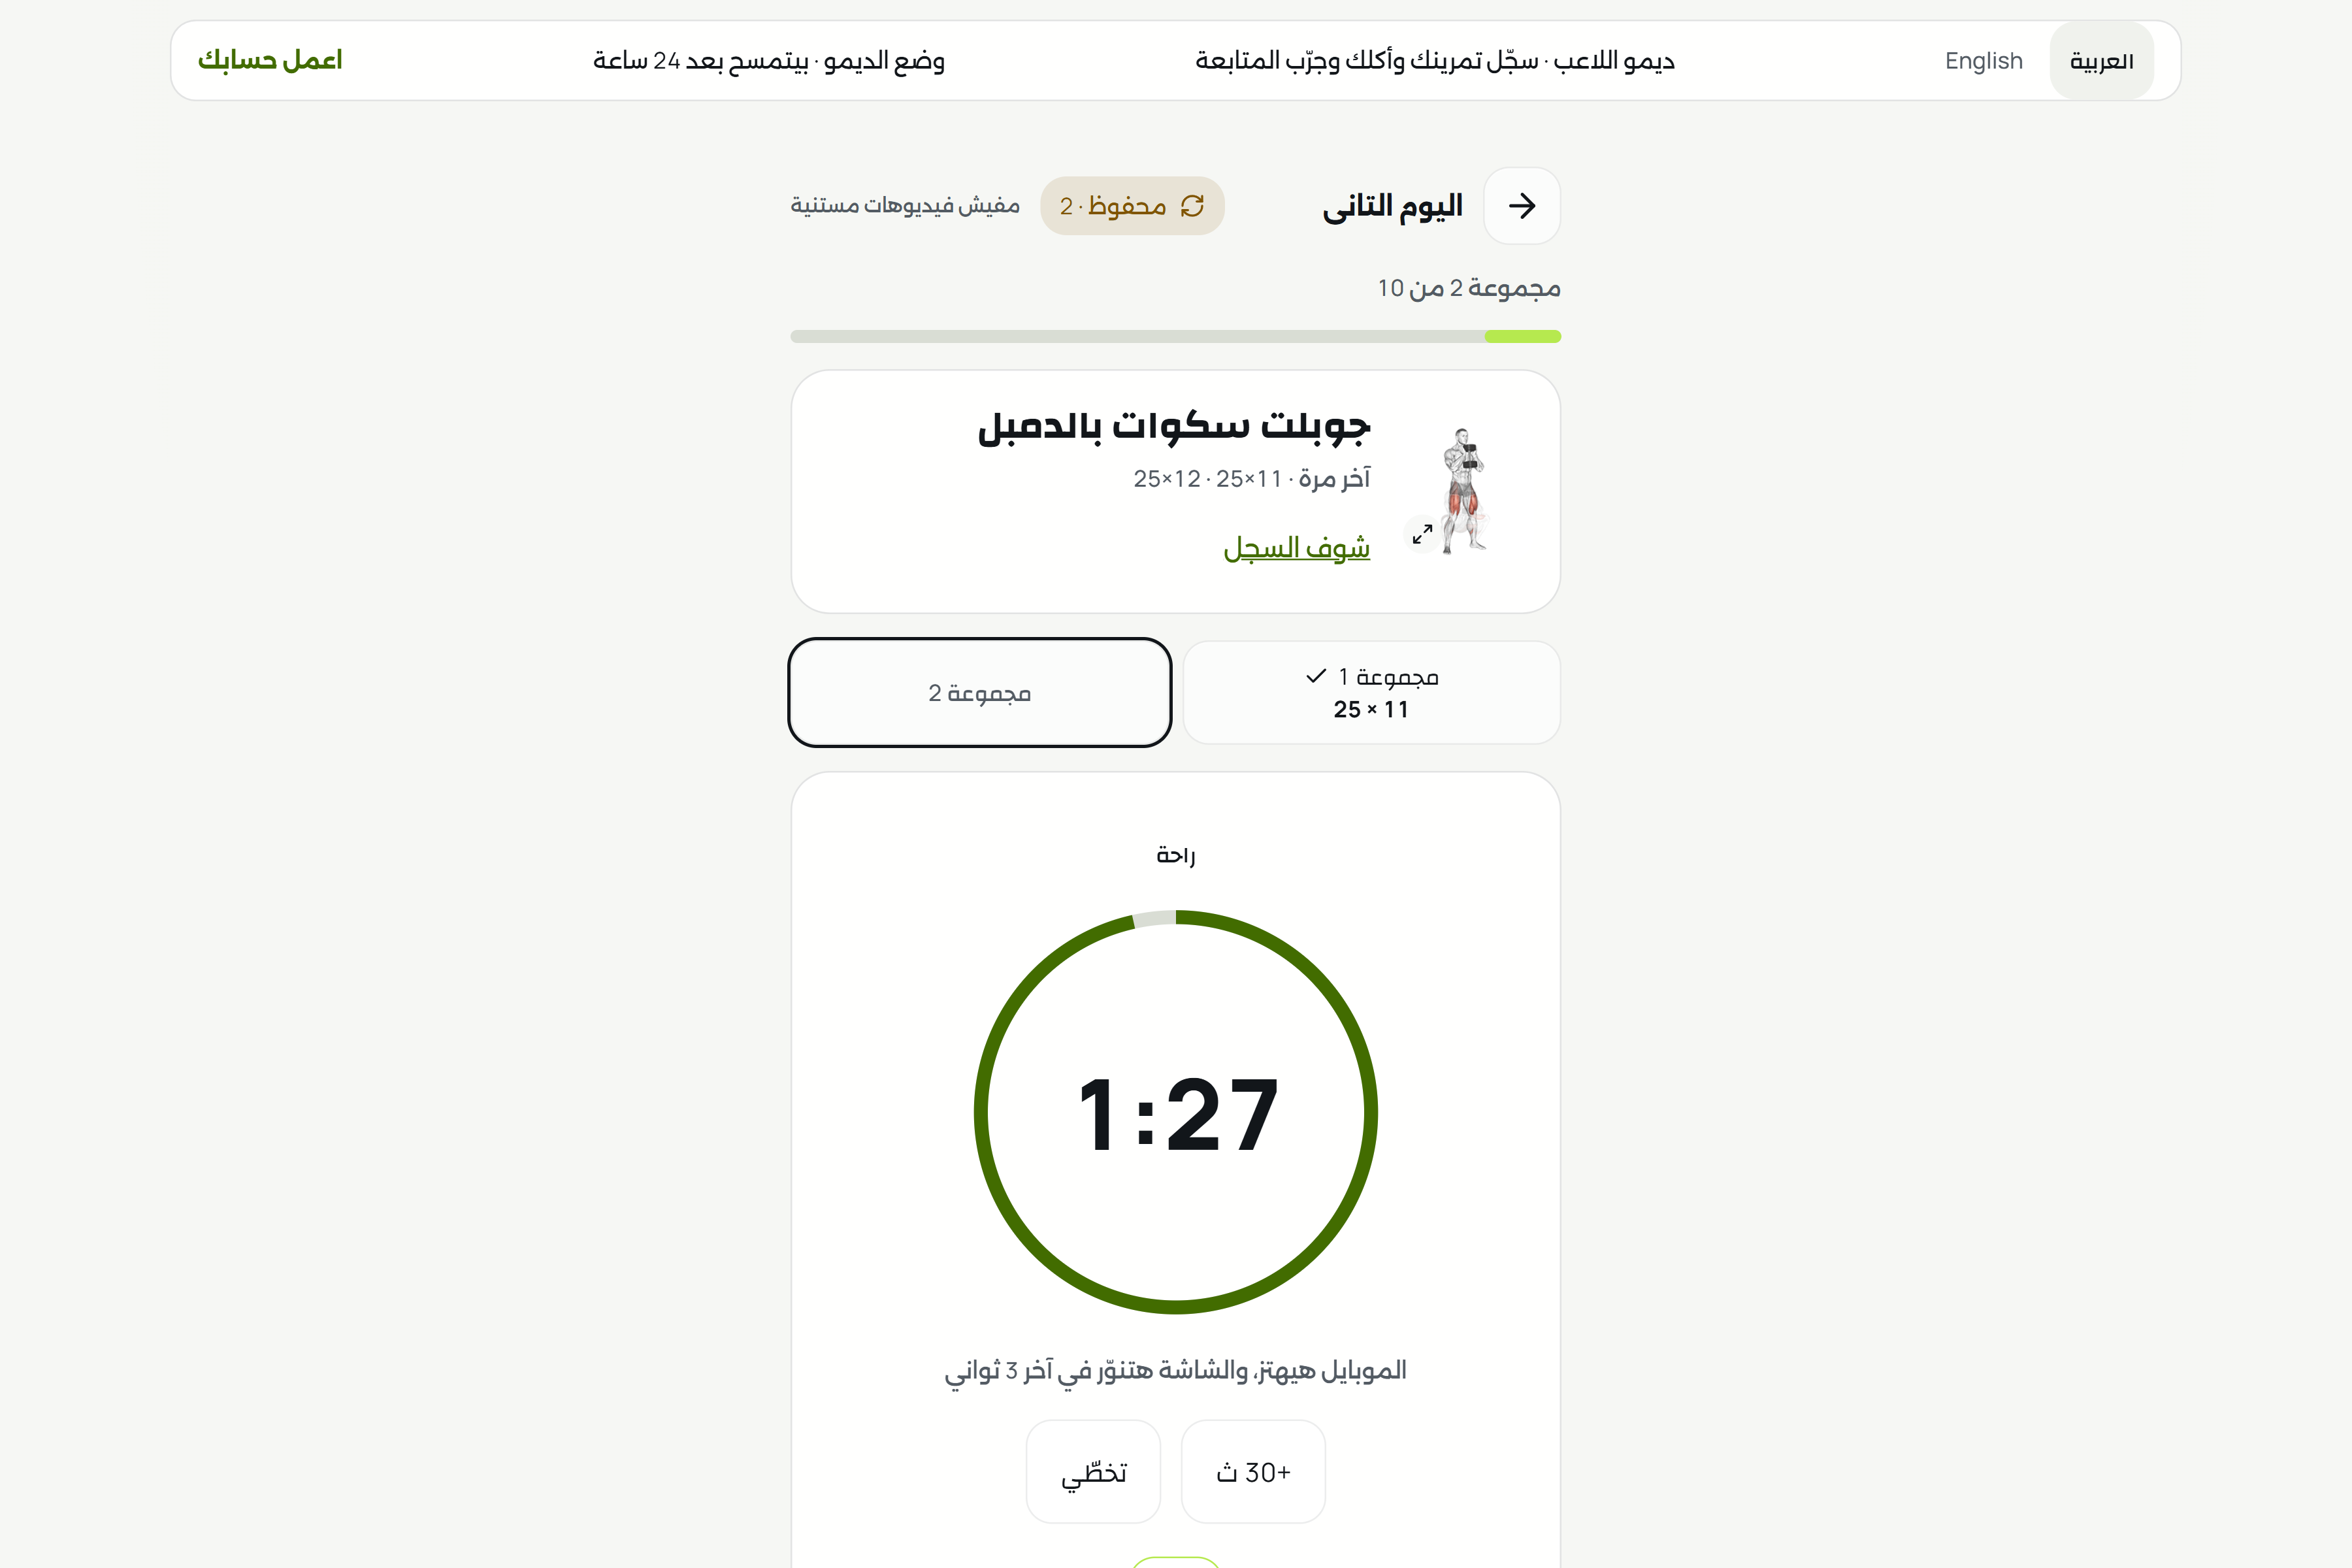 العربية
English
ديمو اللاعب · سجّل تمرينك وأكلك وجرّب المتابعة
وضع الديمو · بيتمسح بعد 24 ساعة
اعمل حسابك
اليوم التاني
محفوظ · 2
مفيش فيديوهات مستنية
مجموعة 2 من 10
جوبلت سكوات بالدمبل
آخر مرة · 11×25 · 12×25
شوف السجل
مجموعة 1
11 × 25
مجموعة 2
راحة
1:27
الموبايل هيهتز، والشاشة هتنوّر في آخر 3 ثواني
+30 ث
تخطّي